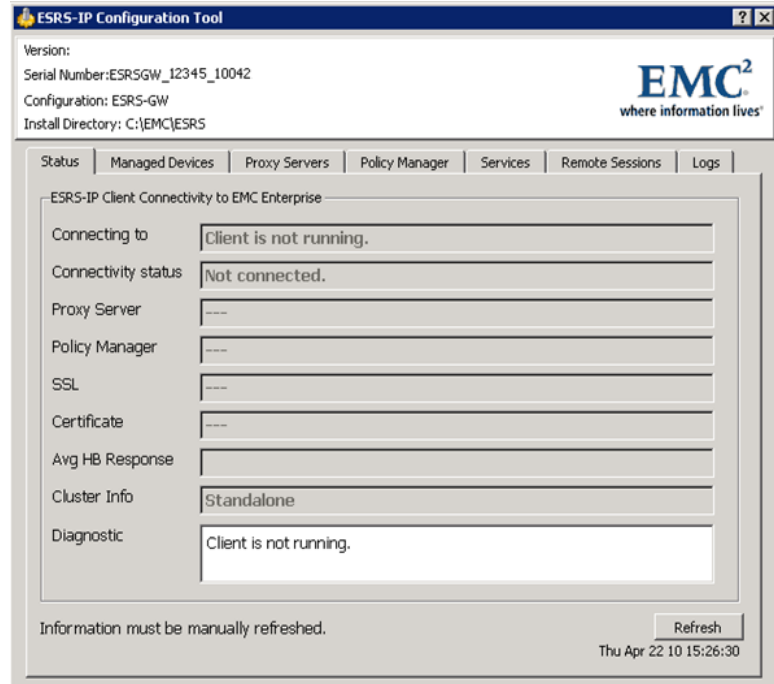 ESRS-IP Configuration Tool
Version:
Serial Number:ESRSGW_12345_10042
Configuration: ESRS-GW
Install Directory: C:\EMC\ESRS
EMC²
where information lives®
Status Managed Devices Proxy Servers Policy Manager Services Remote Sessions Logs
ESRS-IP Client Connectivity to EMC Enterprise
Connecting to Client is not running.
Connectivity status Not connected.
Proxy Server ---
Policy Manager ---
SSL ---
Certificate ---
Avg HB Response
Cluster Info Standalone
Diagnostic Client is not running.
Information must be manually refreshed.
Refresh
Thu Apr 22 10 15:26:30